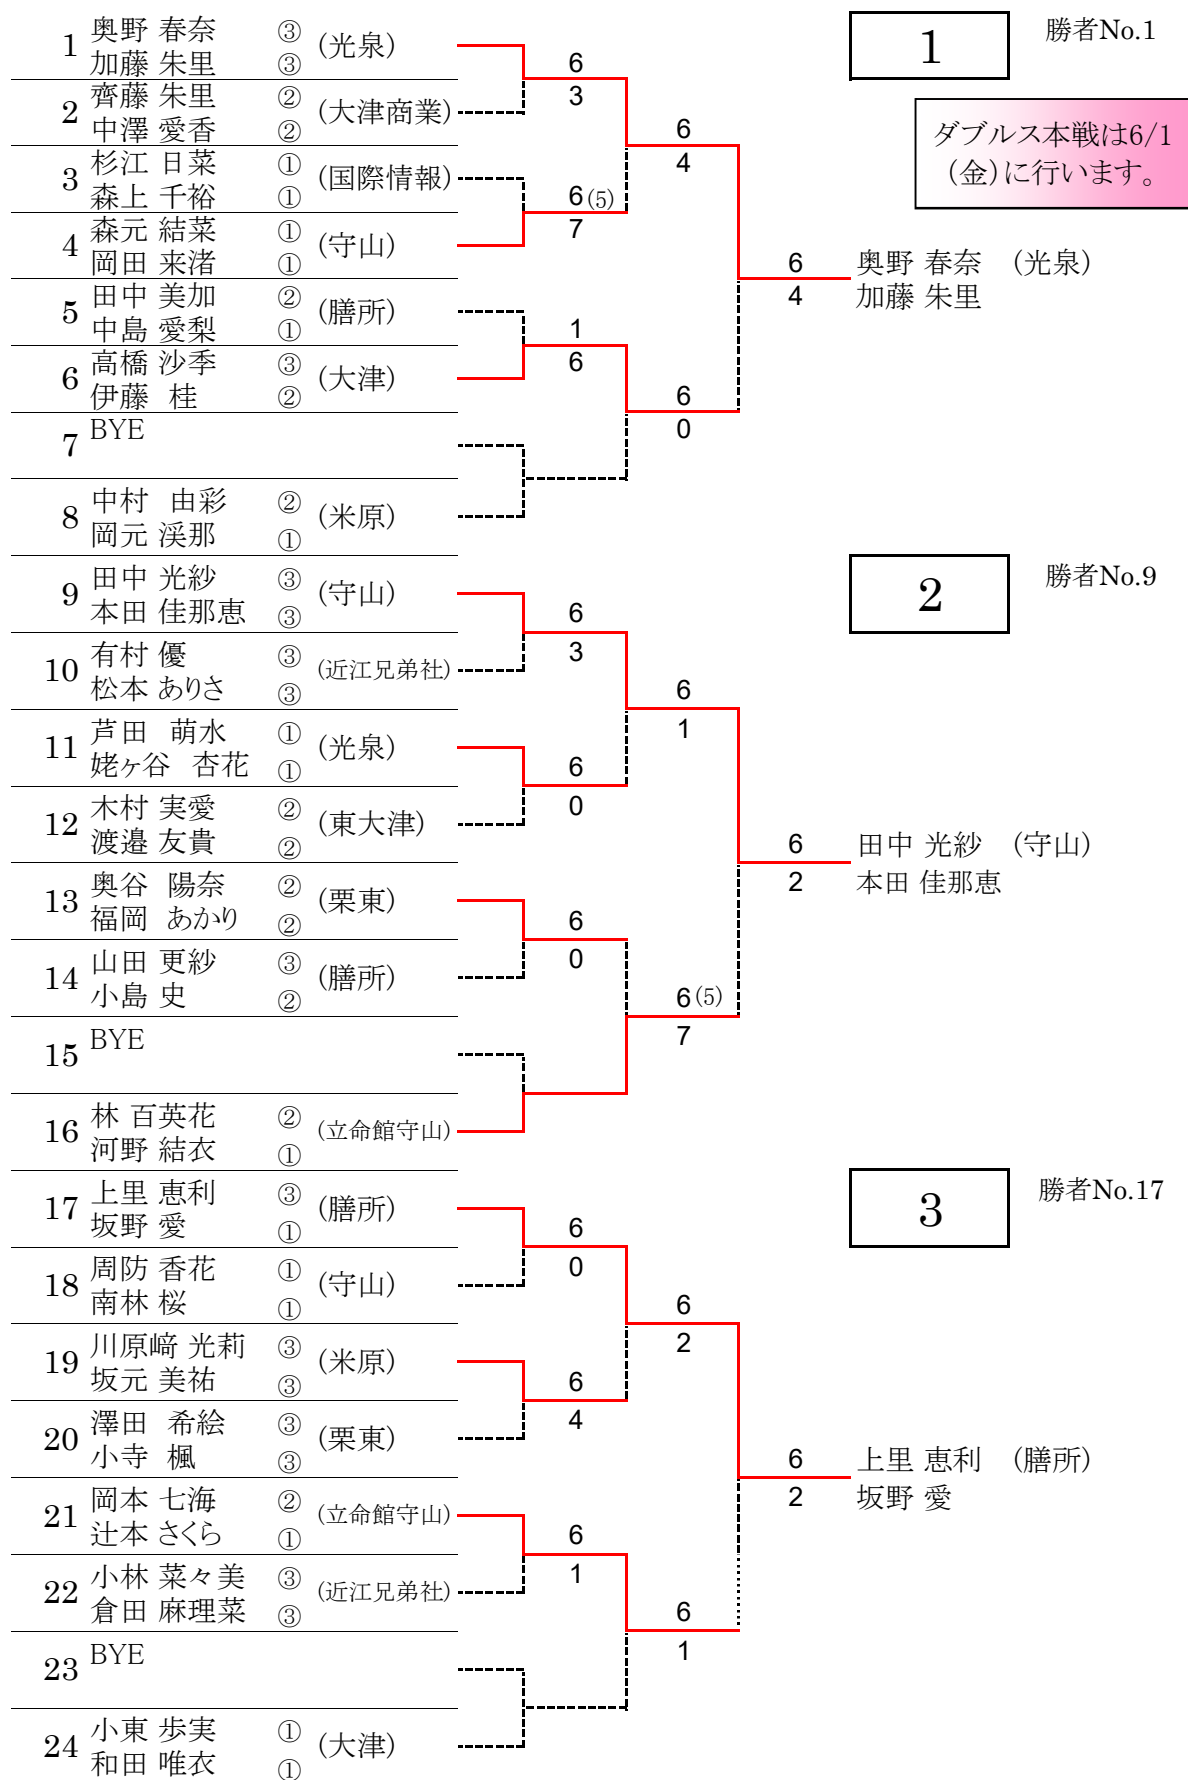 1 奥野 春奈 ③ (光泉)
加藤 朱里 ③
2 齊藤 朱里 ② (大津商業)
中澤 愛香 ②
3 杉江 日菜 ① (国際情報)
森上 千裕 ①
4 森元 結菜 ① (守山)
岡田 来渚 ①
5 田中 美加 ② (膳所)
中島 愛梨 ①
6 高橋 沙季 ③ (大津)
伊藤 桂 ②
7 BYE
8 中村 由彩 ② (米原)
岡元 渓那 ①
6
3
6(5)
7
1
6
6
4
6
0
6
4
奥野 春奈 (光泉)
加藤 朱里
1 勝者No.1
ダブルス本戦は6/1
(金)に行います。
9 田中 光紗 ③ (守山)
本田 佳那恵 ③
10 有村 優 ③ (近江兄弟社)
松本 ありさ ③
11 芦田 萌水 ① (光泉)
姥ヶ谷 杏花 ①
12 木村 実愛 ② (東大津)
渡邉 友貴 ②
13 奥谷 陽奈 ② (栗東)
福岡 あかり ②
14 山田 更紗 ③ (膳所)
小島 史 ②
15 BYE
16 林 百英花 ② (立命館守山)
河野 結衣 ①
6
3
6
0
6
0
6
1
6(5)
7
6
2
田中 光紗 (守山)
本田 佳那恵
2 勝者No.9
17 上里 恵利 ③ (膳所)
坂野 愛 ①
18 周防 香花 ① (守山)
南林 桜 ①
19 川原﨑 光莉 ③ (米原)
坂元 美祐 ③
20 澤田 希絵 ③ (栗東)
小寺 楓 ③
21 岡本 七海 ② (立命館守山)
辻本 さくら ①
22 小林 菜々美 ③ (近江兄弟社)
倉田 麻理菜 ③
23 BYE
24 小東 歩実 ① (大津)
和田 唯衣 ①
6
0
6
4
6
1
6
2
6
1
6
2
上里 恵利 (膳所)
坂野 愛
3 勝者No.17